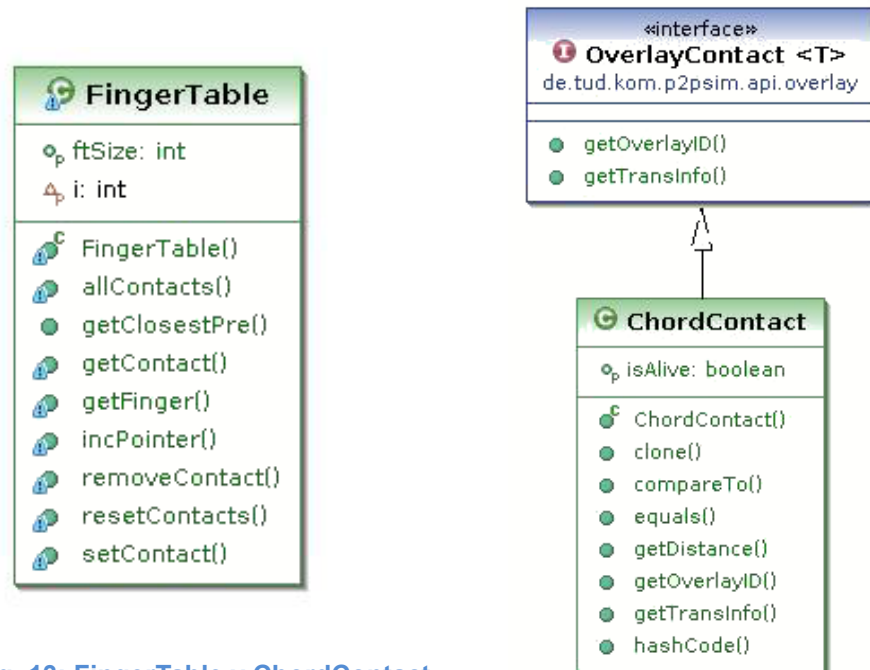 FingerTable
ftSize: int
i: int
FingerTable()
allContacts()
getClosestPre()
getContact()
getFinger()
incPointer()
removeContact()
resetContacts()
setContact()
«interface»
OverlayContact <T>
de.tud.kom.p2psim.api.overlay
getOverlayID()
getTransInfo()
ChordContact
isAlive: boolean
ChordContact()
clone()
compareTo()
equals()
getDistance()
getOverlayID()
getTransInfo()
hashCode()